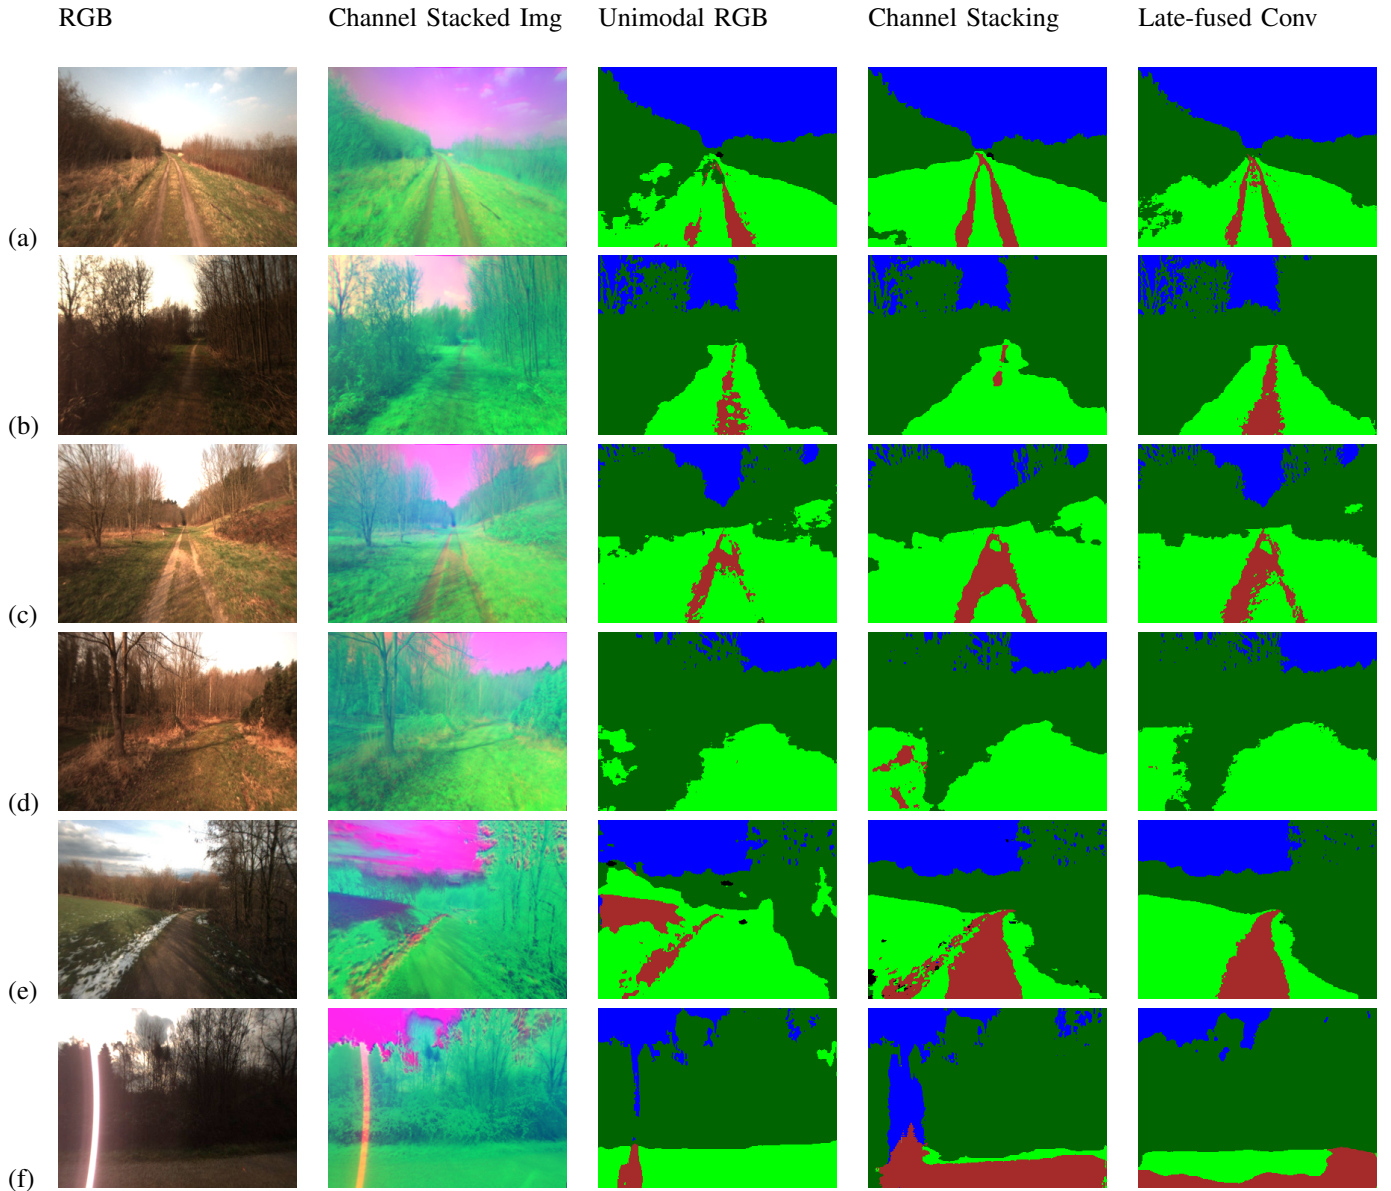 RGB Channel Stacked Img Unimodal RGB Channel Stacking Late-fused Conv
(a)
(b)
(c)
(d)
(e)
(f)